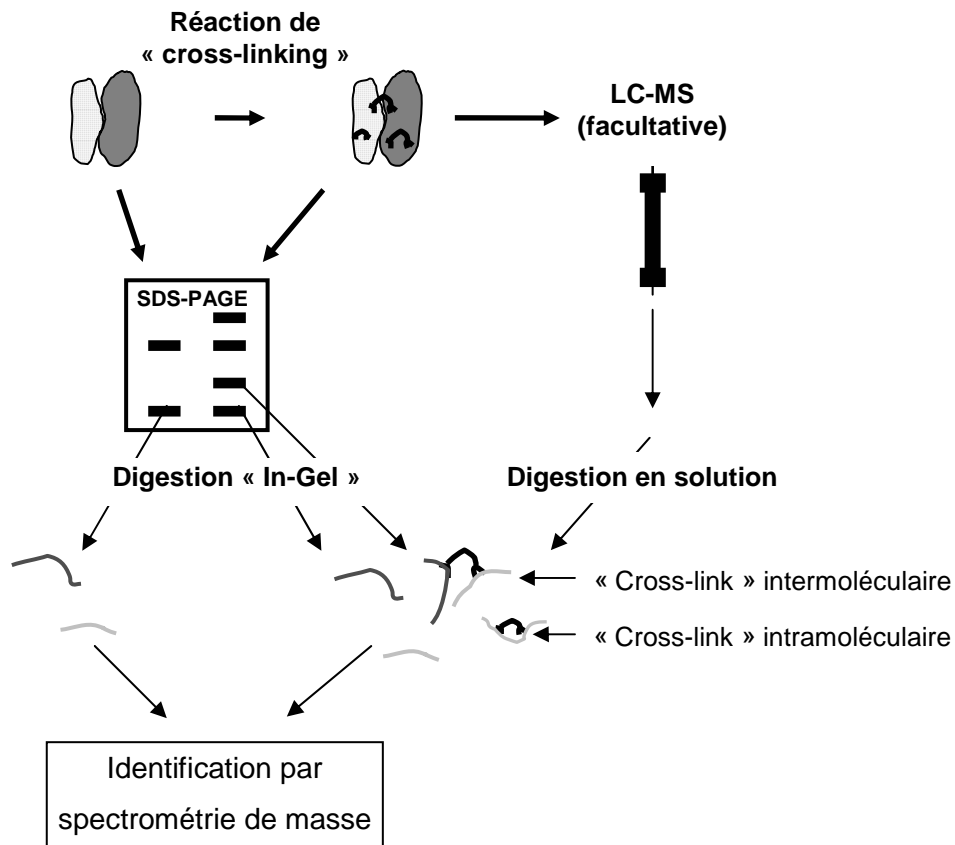 Réaction de
« cross-linking »
LC-MS
(facultative)
SDS-PAGE
Digestion « In-Gel »
Digestion en solution
« Cross-link » intermoléculaire
« Cross-link » intramoléculaire
Identification par
spectrométrie de masse